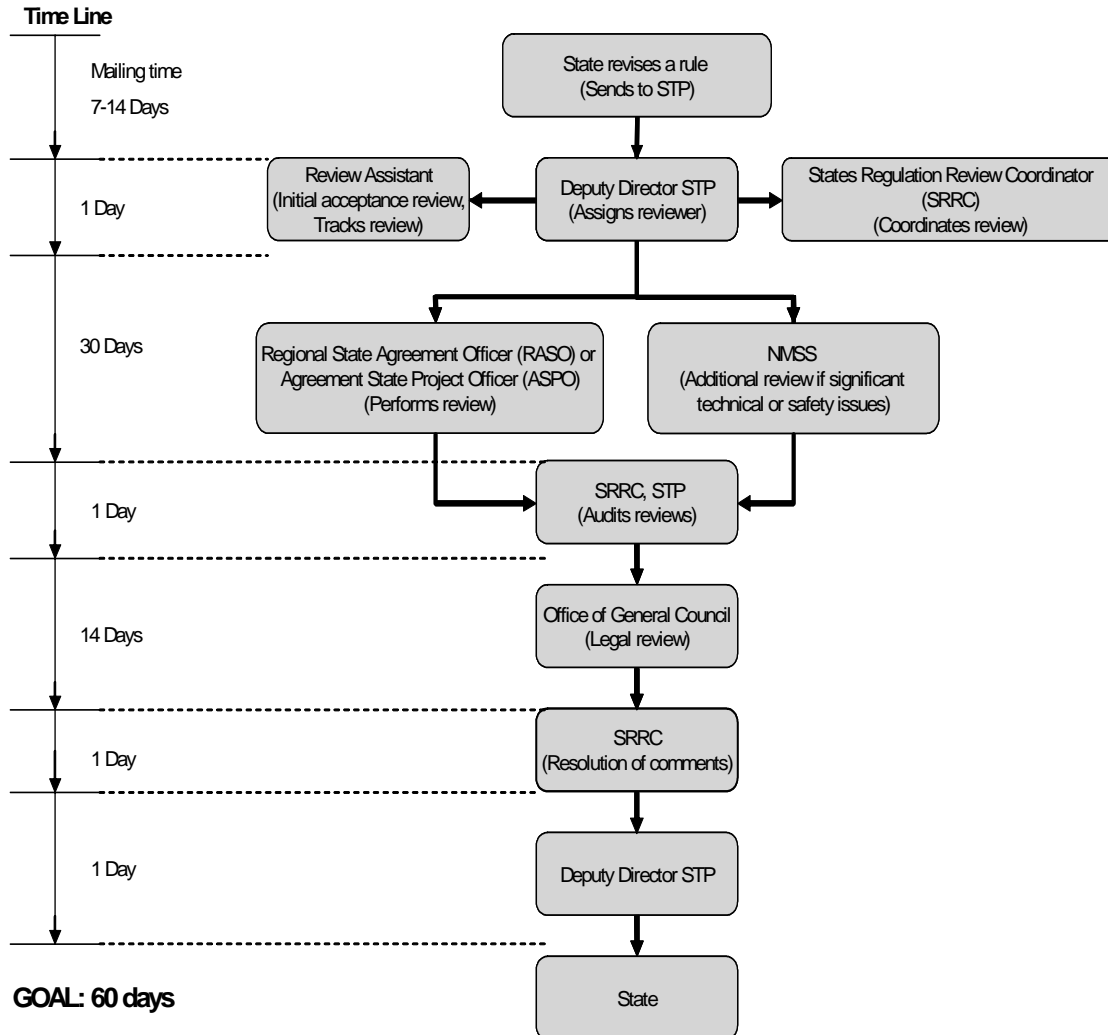 Time Line
Mailing time
7-14 Days
State revises a rule
(Sends to STP)
1 Day
Review Assistant
(Initial acceptance review,
Tracks review)
Deputy Director STP
(Assigns reviewer)
States Regulation Review Coordinator
(SRRC)
(Coordinates review)
30 Days
Regional State Agreement Officer (RASO) or
Agreement State Project Officer (ASPO)
(Performs review)
NMSS
(Additional review if significant
technical or safety issues)
1 Day
SRRC, STP
(Audits reviews)
14 Days
Office of General Council
(Legal review)
1 Day
SRRC
(Resolution of comments)
1 Day
Deputy Director STP
GOAL: 60 days
State